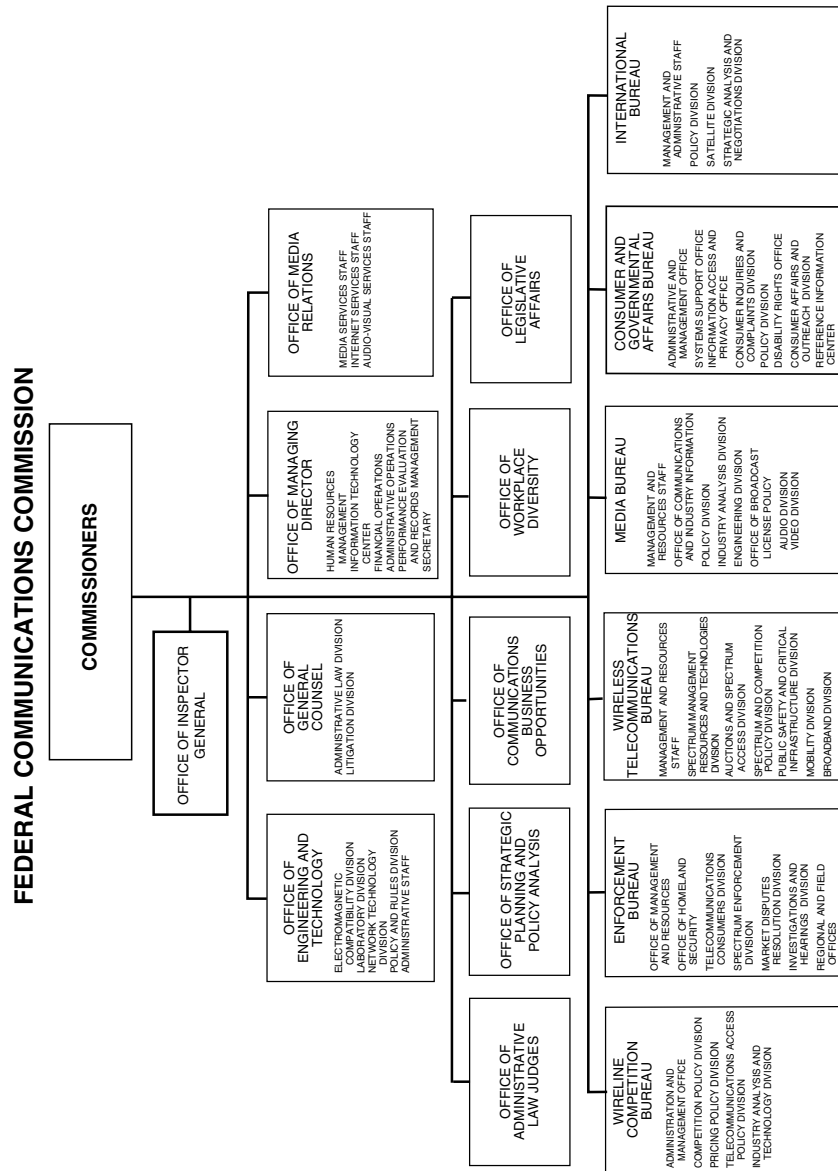 FEDERAL COMMUNICATIONS COMMISSION
COMMISSIONERS
OFFICE OF INSPECTOR
GENERAL
OFFICE OF
ENGINEERING AND
TECHNOLOGY
ELECTROMAGNETIC
COMPATIBILITY DIVISION
LABORATORY DIVISION
NETWORK TECHNOLOGY
DIVISION
POLICY AND RULES DIVISION
ADMINISTRATIVE STAFF
OFFICE OF
GENERAL
COUNSEL
ADMINISTRATIVE LAW DIVISION
LITIGATION DIVISION
OFFICE OF MANAGING
DIRECTOR
HUMAN RESOURCES
MANAGEMENT
INFORMATION TECHNOLOGY
CENTER
FINANCIAL OPERATIONS
ADMINISTRATIVE OPERATIONS
PERFORMANCE EVALUATION
AND RECORDS MANAGEMENT
SECRETARY
OFFICE OF MEDIA
RELATIONS
MEDIA SERVICES STAFF
INTERNET SERVICES STAFF
AUDIO-VISUAL SERVICES STAFF
OFFICE OF
ADMINISTRATIVE
LAW JUDGES
OFFICE OF STRATEGIC
PLANNING AND
POLICY ANALYSIS
OFFICE OF
COMMUNICATIONS
BUSINESS
OPPORTUNITIES
OFFICE OF
WORKPLACE
DIVERSITY
OFFICE OF
LEGISLATIVE
AFFAIRS
WIRELINE
COMPETITION
BUREAU
ADMINISTRATION AND
MANAGEMENT OFFICE
COMPETITION POLICY DIVISION
PRICING POLICY DIVISION
TELECOMMUNICATIONS ACCESS
POLICY DIVISION
INDUSTRY ANALYSIS AND
TECHNOLOGY DIVISION
ENFORCEMENT
BUREAU
OFFICE OF MANAGEMENT
AND RESOURCES
OFFICE OF HOMELAND
SECURITY
TELECOMMUNICATIONS
CONSUMERS DIVISION
SPECTRUM ENFORCEMENT
DIVISION
MARKET DISPUTES
RESOLUTION DIVISION
INVESTIGATIONS AND
HEARINGS DIVISION
REGIONAL AND FIELD
OFFICES
WIRELESS
TELECOMMUNICATIONS
BUREAU
MANAGEMENT AND RESOURCES
STAFF
SPECTRUM MANAGEMENT
RESOURCES AND TECHNOLOGIES
DIVISION
AUCTIONS AND SPECTRUM
ACCESS DIVISION
SPECTRUM AND COMPETITION
POLICY DIVISION
PUBLIC SAFETY AND CRITICAL
INFRASTRUCTURE DIVISION
MOBILITY DIVISION
BROADBAND DIVISION
MEDIA BUREAU
MANAGEMENT AND
RESOURCES STAFF
OFFICE OF COMMUNICATIONS
AND INDUSTRY INFORMATION
POLICY DIVISION
INDUSTRY ANALYSIS DIVISION
ENGINEERING DIVISION
OFFICE OF BROADCAST
LICENSE POLICY
AUDIO DIVISION
VIDEO DIVISION
CONSUMER AND
GOVERNMENTAL
AFFAIRS BUREAU
ADMINISTRATIVE AND
MANAGEMENT OFFICE
SYSTEMS SUPPORT OFFICE
INFORMATION ACCESS AND
PRIVACY OFFICE
CONSUMER INQUIRIES AND
COMPLAINTS DIVISION
POLICY DIVISION
DISABILITY RIGHTS OFFICE
CONSUMER AFFAIRS AND
OUTREACH DIVISION
REFERENCE INFORMATION
CENTER
INTERNATIONAL
BUREAU
MANAGEMENT AND
ADMINISTRATIVE STAFF
POLICY DIVISION
SATELLITE DIVISION
STRATEGIC ANALYSIS AND
NEGOTIATIONS DIVISION